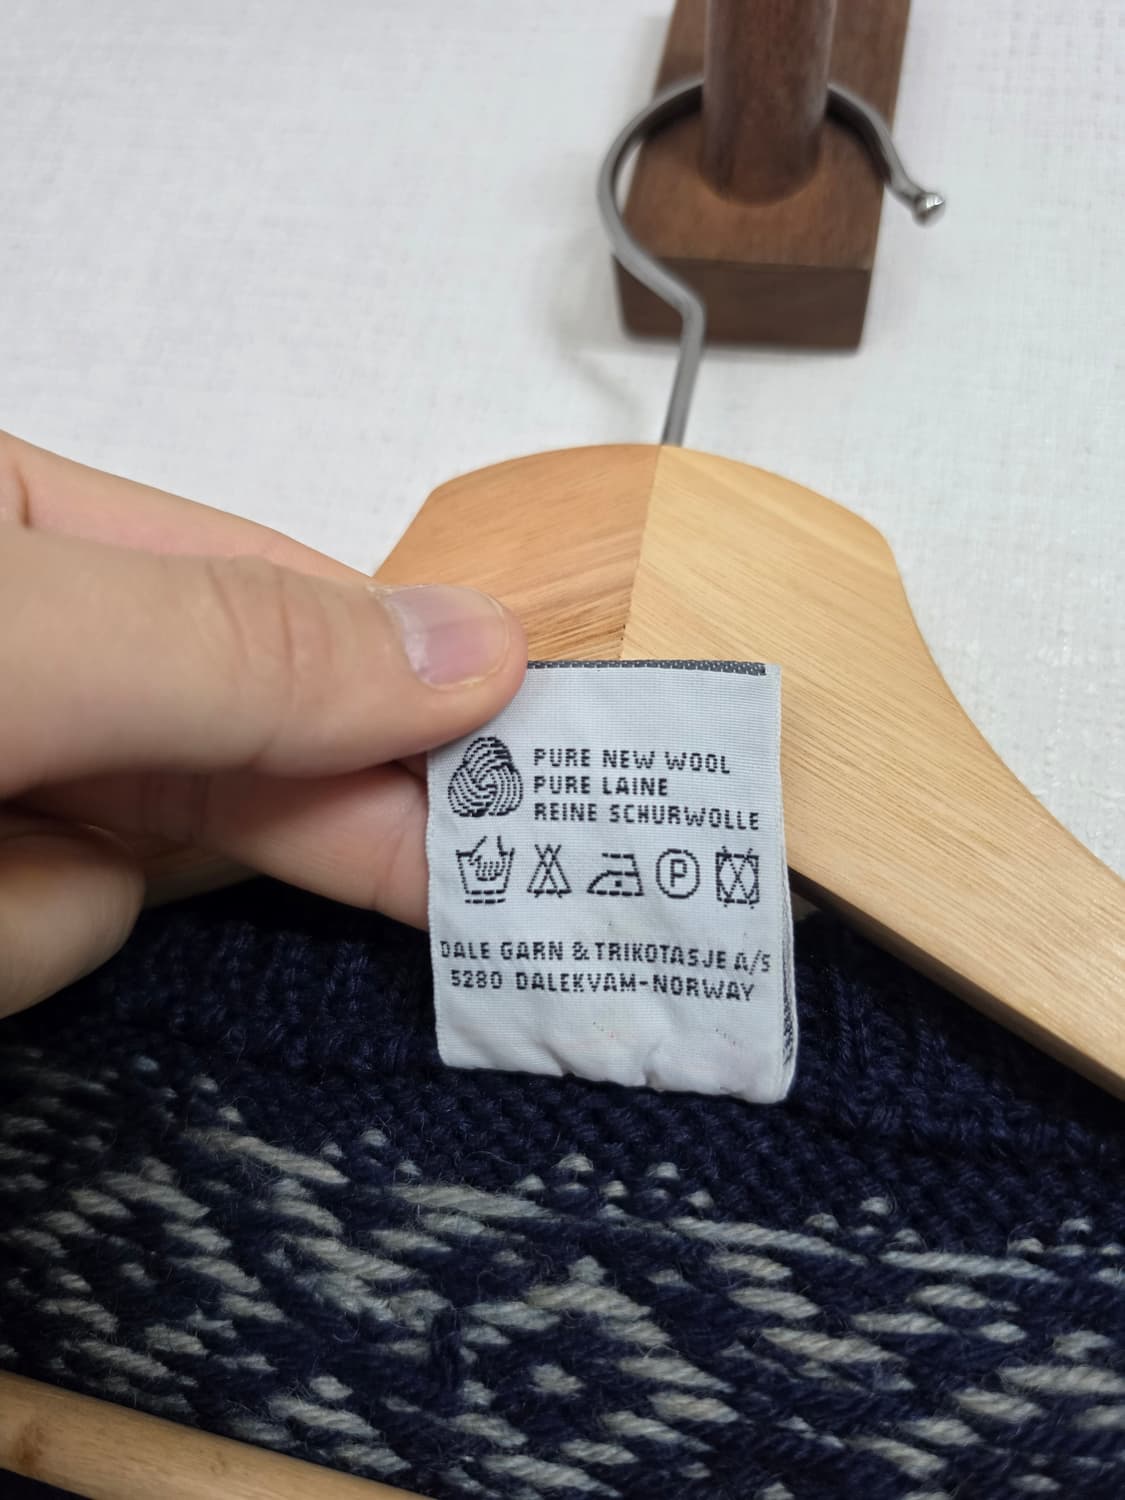 PURE NEW WOOL
PURE LAINE
REINE SCHURWOLLE
P
DALE GARN & TRIKOTASJE A/S
5280 DALEKVAM-NORWAY